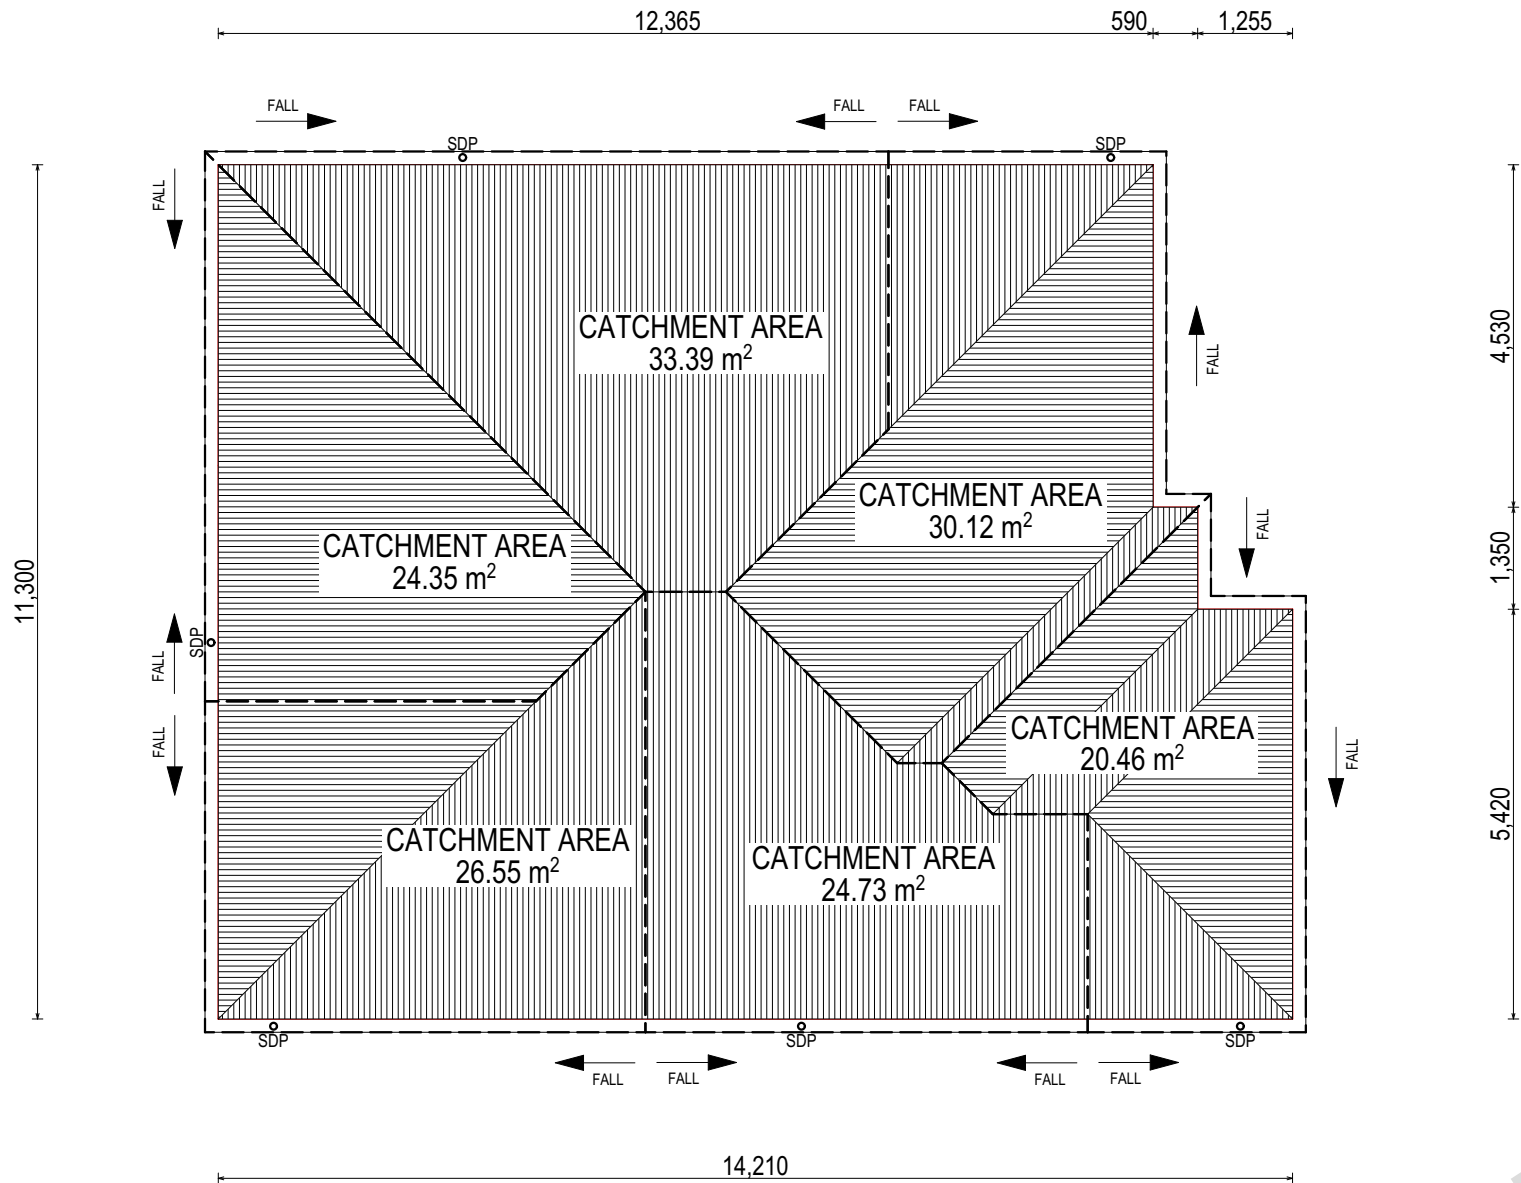 12,365
590
1,255
FALL
FALL
FALL
SDP
SDP
FALL
11,300
4,530
CATCHMENT AREA
33.39 m²
FALL
CATCHMENT AREA
30.12 m²
FALL
1,350
CATCHMENT AREA
24.35 m²
SDP
FALL
FALL
CATCHMENT AREA
20.46 m²
FALL
5,420
CATCHMENT AREA
26.55 m²
CATCHMENT AREA
24.73 m²
SDP
SDP
SDP
FALL
FALL
FALL
FALL
14,210